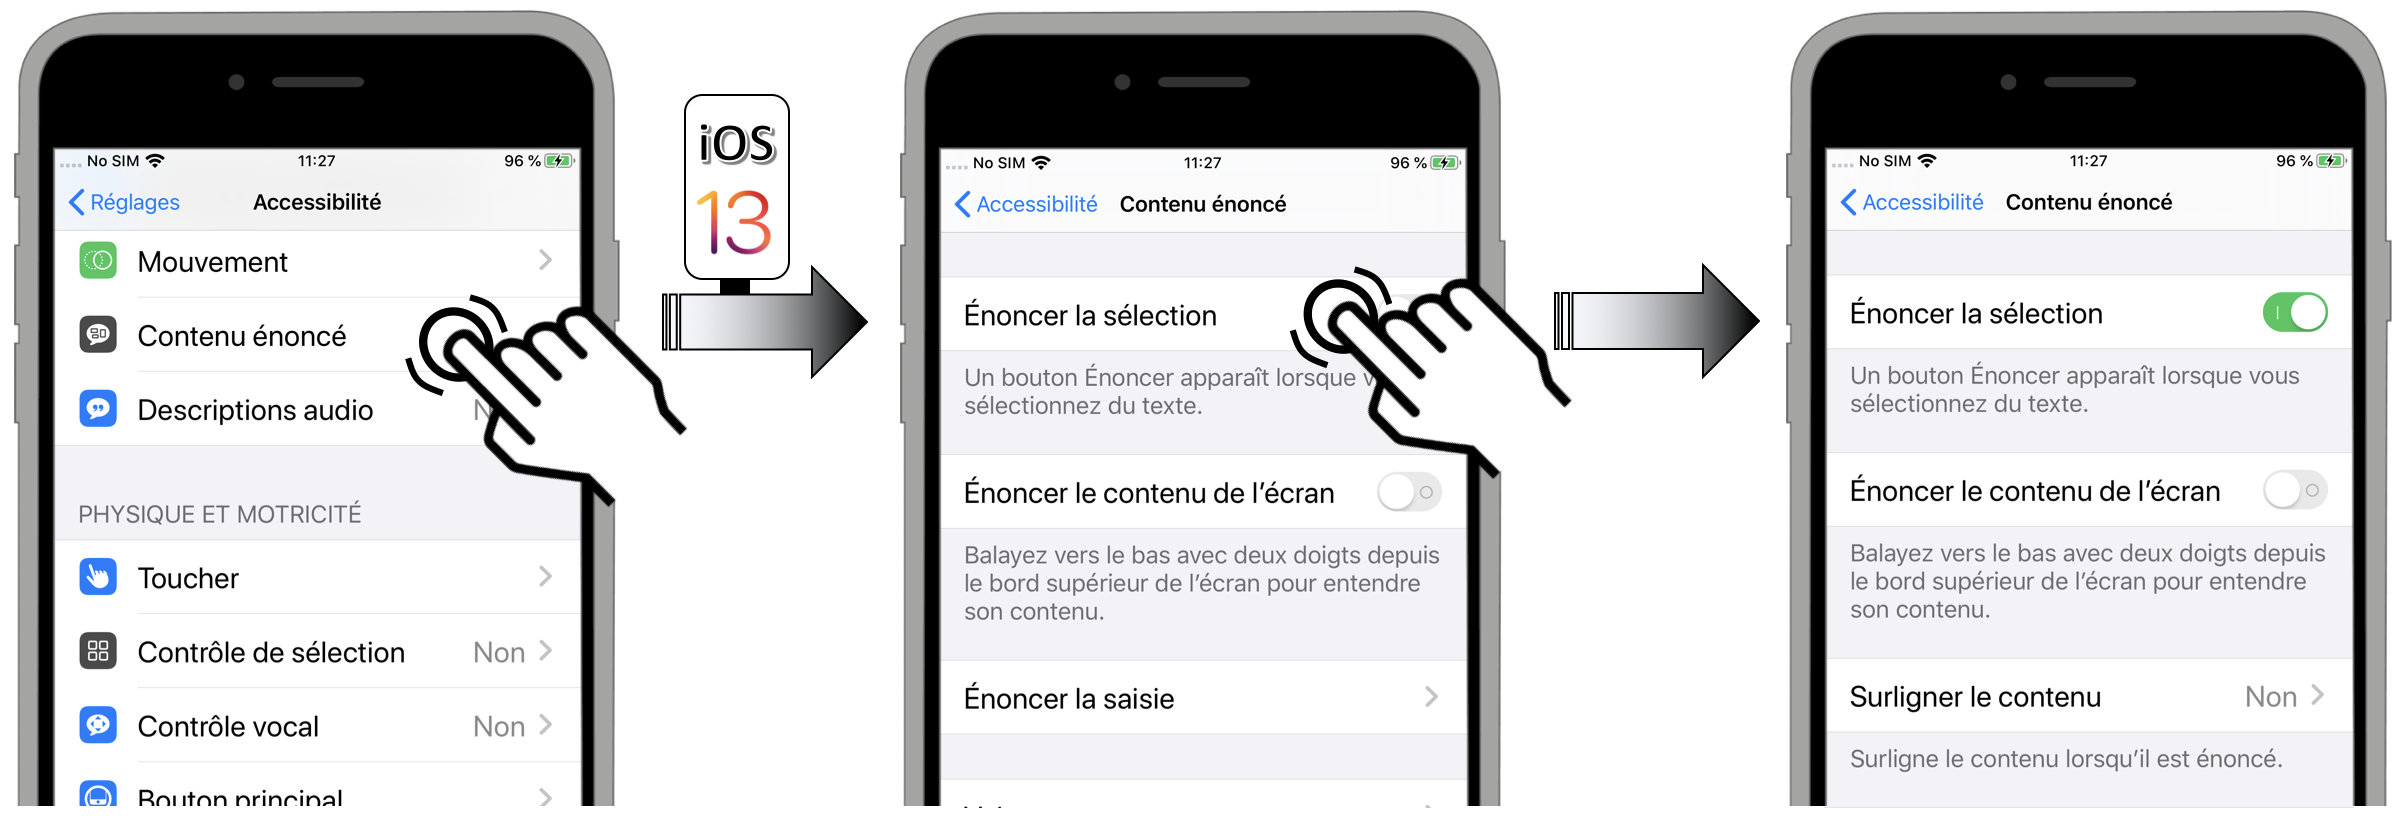 No SIM 11:27 96 %
Réglages Accessibilité
Mouvement
Contenu énoncé
Descriptions audio
PHYSIQUE ET MOTRICITÉ
Toucher
Contrôle de sélection Non
Contrôle vocal Non
Bouton principal
iOS
13
No SIM 11:27 96 %
Accessibilité Contenu énoncé
Énoncer la sélection
Un bouton Énoncer apparaît lorsque
sélectionnez du texte.
Énoncer le contenu de l'écran
Balayez vers le bas avec deux doigts depuis
le bord supérieur de l'écran pour entendre
son contenu.
Énoncer la saisie
No SIM 11:27 96 %
Accessibilité Contenu énoncé
Énoncer la sélection
Un bouton Énoncer apparaît lorsque vous
sélectionnez du texte.
Énoncer le contenu de l'écran
Balayez vers le bas avec deux doigts depuis
le bord supérieur de l'écran pour entendre
son contenu.
Surligner le contenu Non
Surligne le contenu lorsqu'il est énoncé.